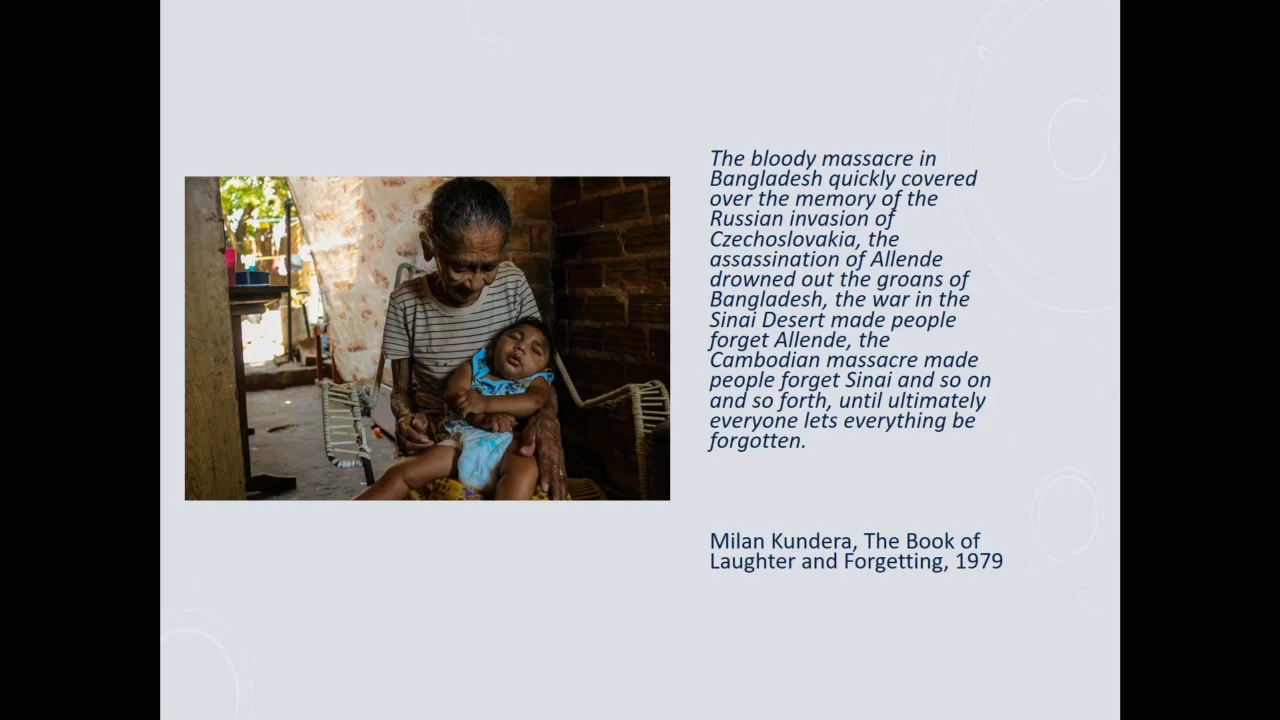 The bloody massacre in
Bangladesh quickly covered
over the memory of the
Russian invasion of
Czechoslovakia, the
assassination of Allende
drowned out the groans of
Bangladesh, the war in the
Sinai Desert made people
forget Allende, the
Cambodian massacre made
people forget Sinai and so on
and so forth, until ultimately
everyone lets everything be
forgotten.
Milan Kundera, The Book of
Laughter and Forgetting, 1979